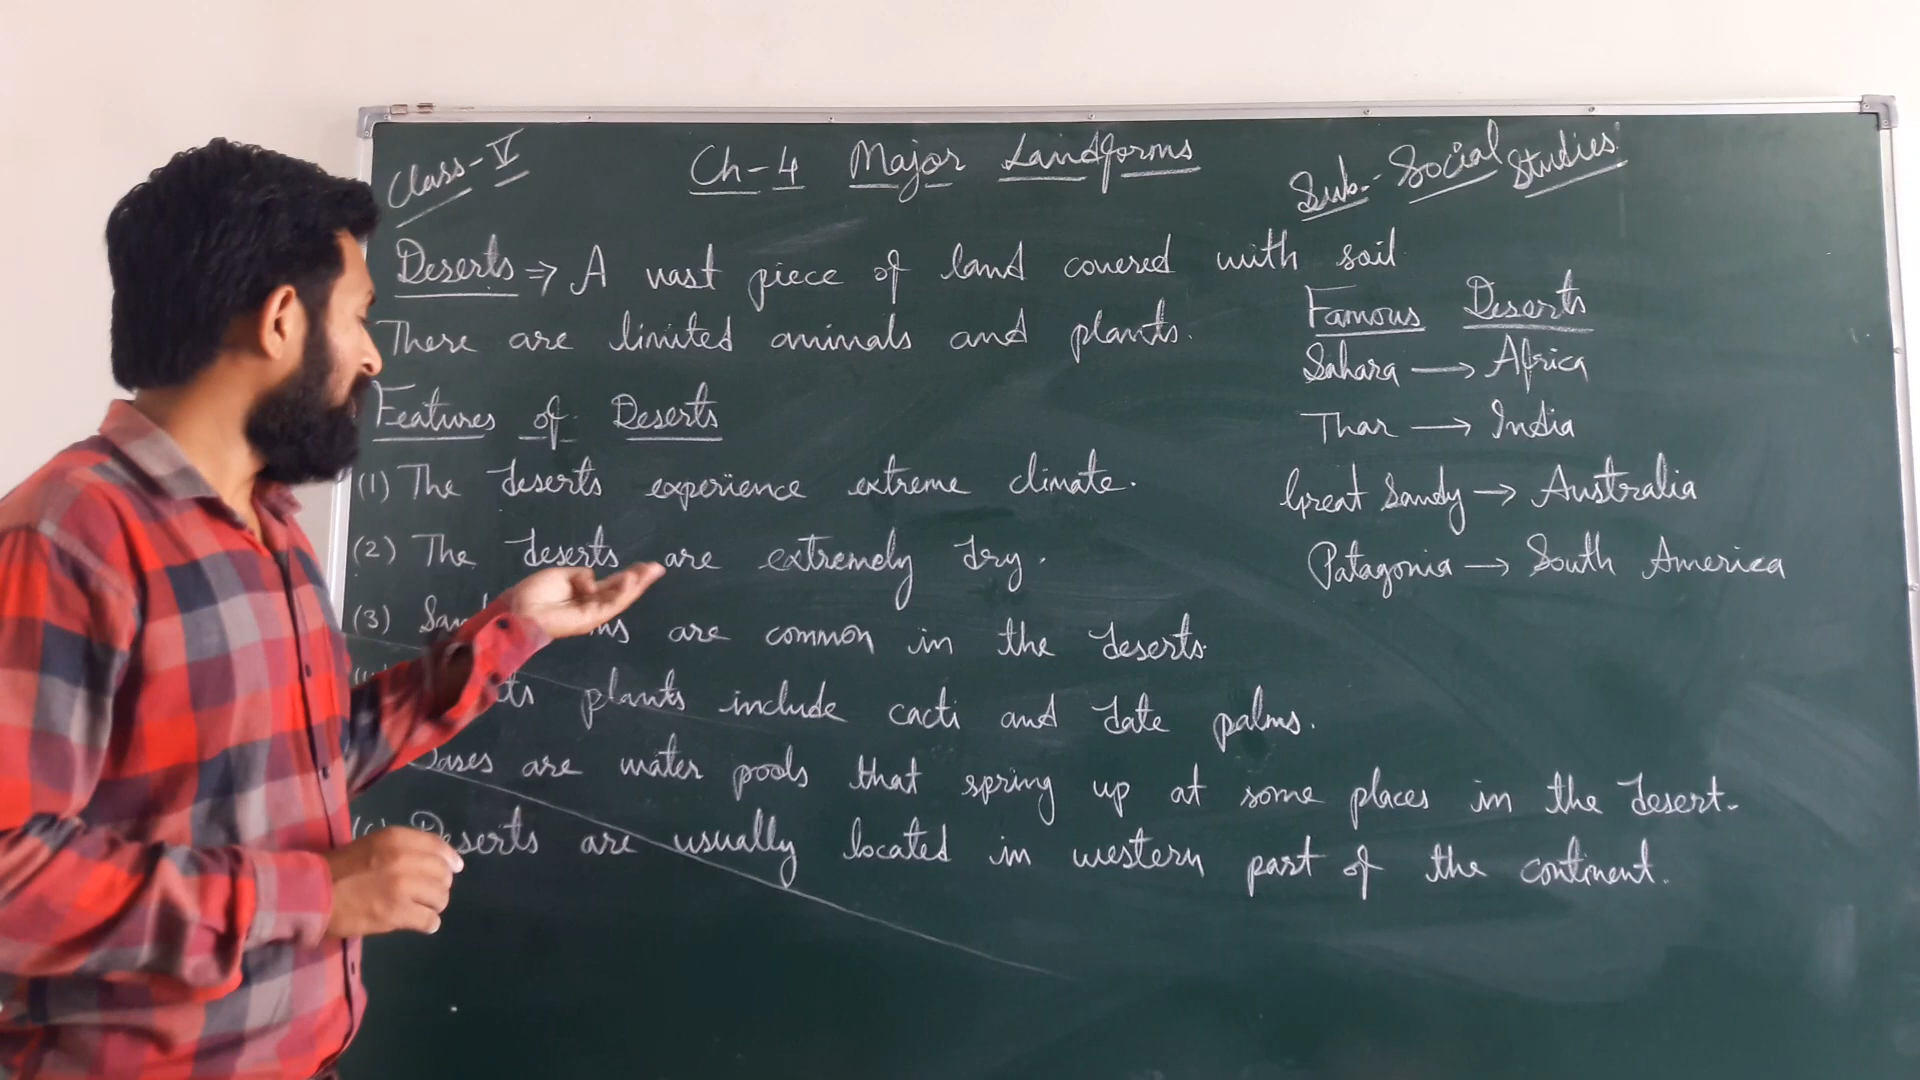 Class-V
Ch-4 Major Landforms
Sub.- Social Studies
Deserts ⇒ A vast piece of land covered with soil
There are limited animals and plants.
Features of Deserts
(1) The deserts experience extreme climate.
(2) The deserts are extremely dry.
(3) are common in the deserts.
plants include cacti and date palms.
Oases are water pools that spring up at some places in the desert.
Deserts are usually located in western part of the continent.
Famous Deserts
Sahara → Africa
Thar → India
Great Sandy → Australia
Patagonia → South America